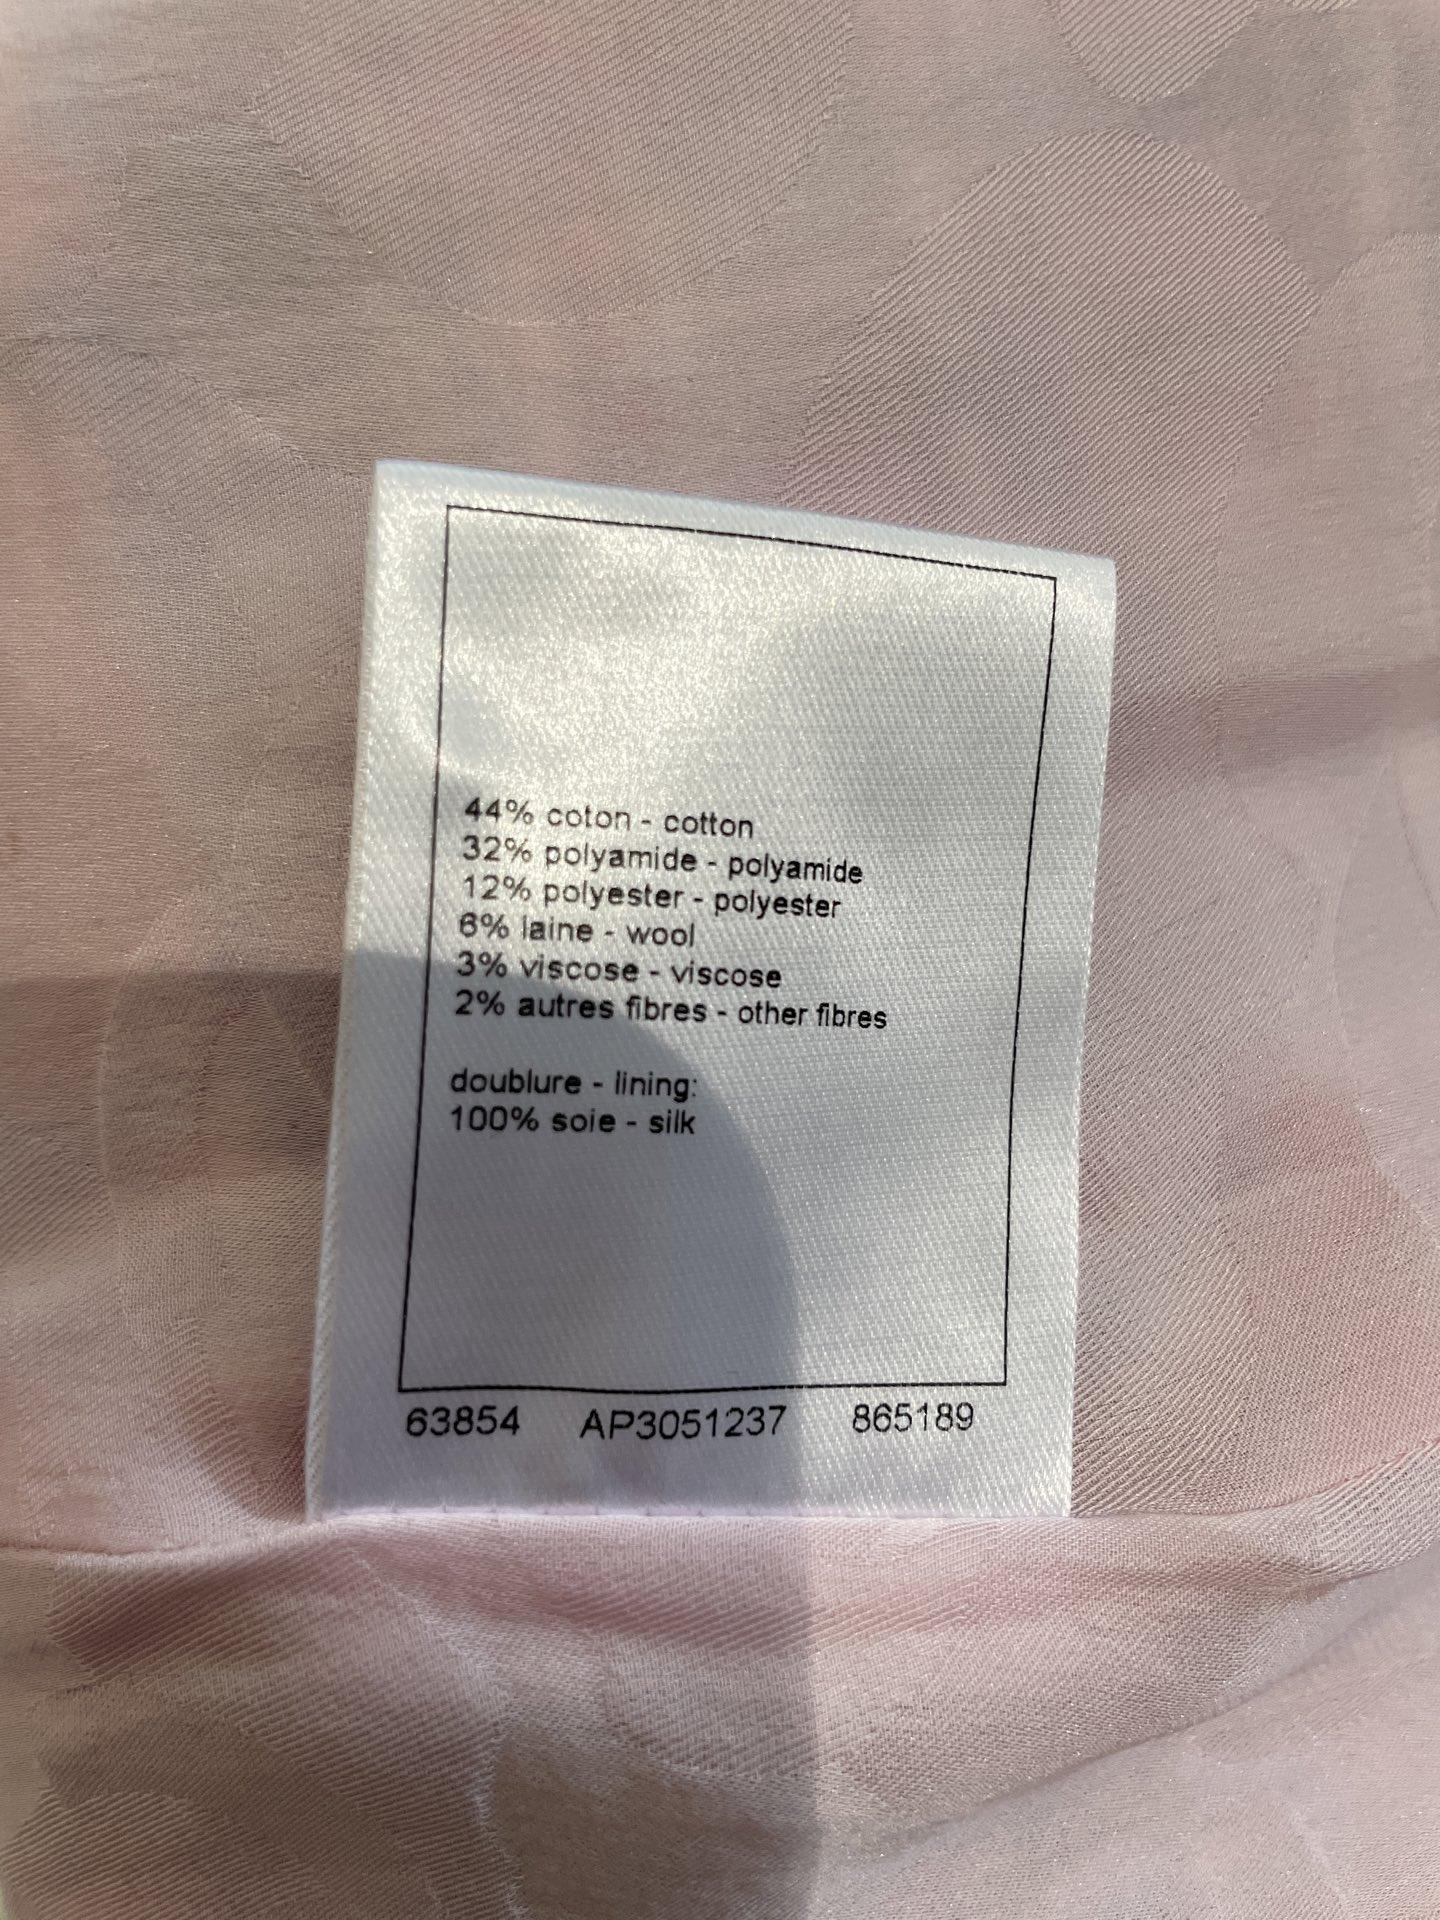 44% coton - cotton
32% polyamide - polyamide
12% polyester - polyester
6% laine - wool
3% viscose - viscose
2% autres fibres - other fibres
doublure - lining:
100% soie - silk
63854 AP3051237 865189